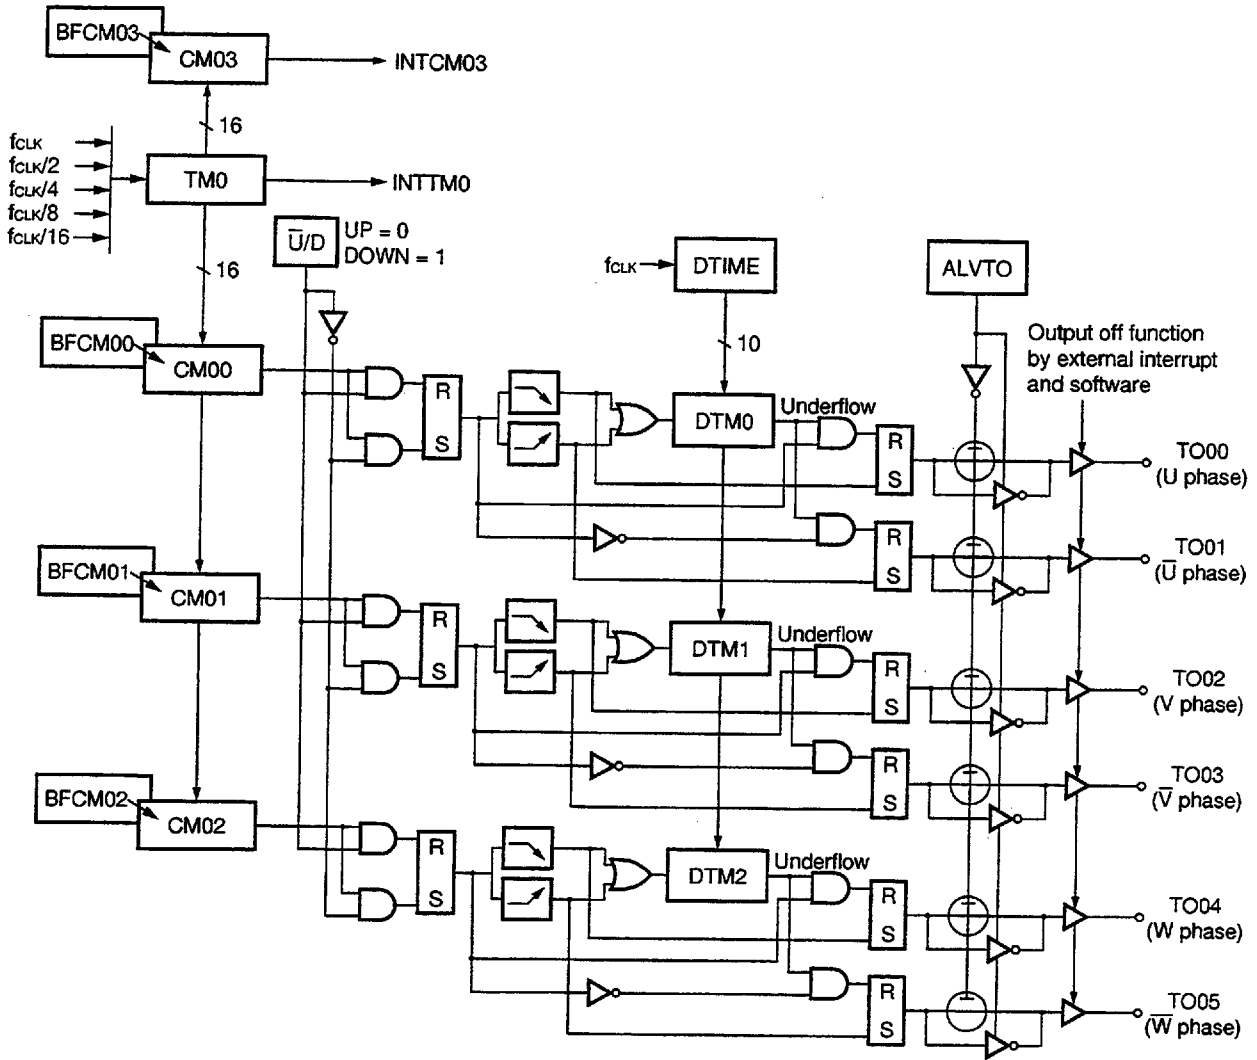 BFCM03
CM03
INTCM03
16
fCLK
fCLK/2
fCLK/4
fCLK/8
fCLK/16
TM0
INTTM0
U̅/D
UP = 0
DOWN = 1
16
fCLK
DTIME
ALVTO
10
Output off function
by external interrupt
and software
BFCM00
CM00
R
S
DTM0
Underflow
R
S
TO00
(U phase)
R
S
TO01
(U̅ phase)
BFCM01
CM01
R
S
DTM1
Underflow
R
S
TO02
(V phase)
R
S
TO03
(V̅ phase)
BFCM02
CM02
R
S
DTM2
Underflow
R
S
TO04
(W phase)
R
S
TO05
(W̅ phase)